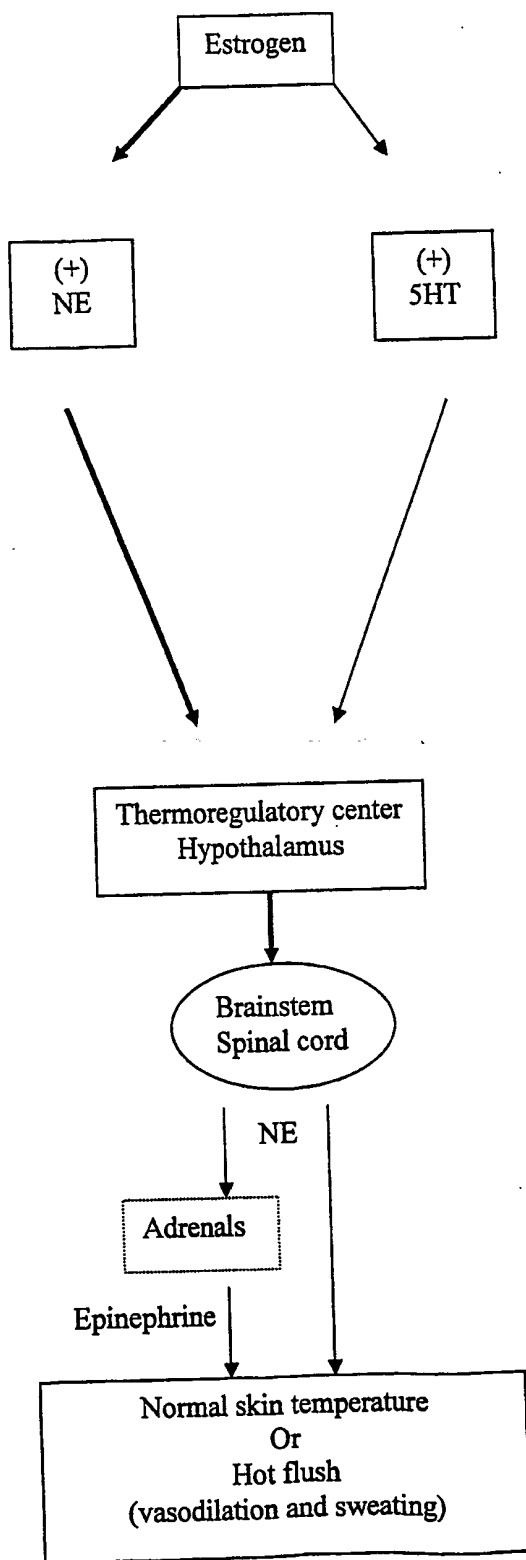 Estrogen
(+)
NE
(+)
5HT
Thermoregulatory center
Hypothalamus
Brainstem
Spinal cord
NE
Adrenals
Epinephrine
Normal skin temperature
Or
Hot flush
(vasodilation and sweating)